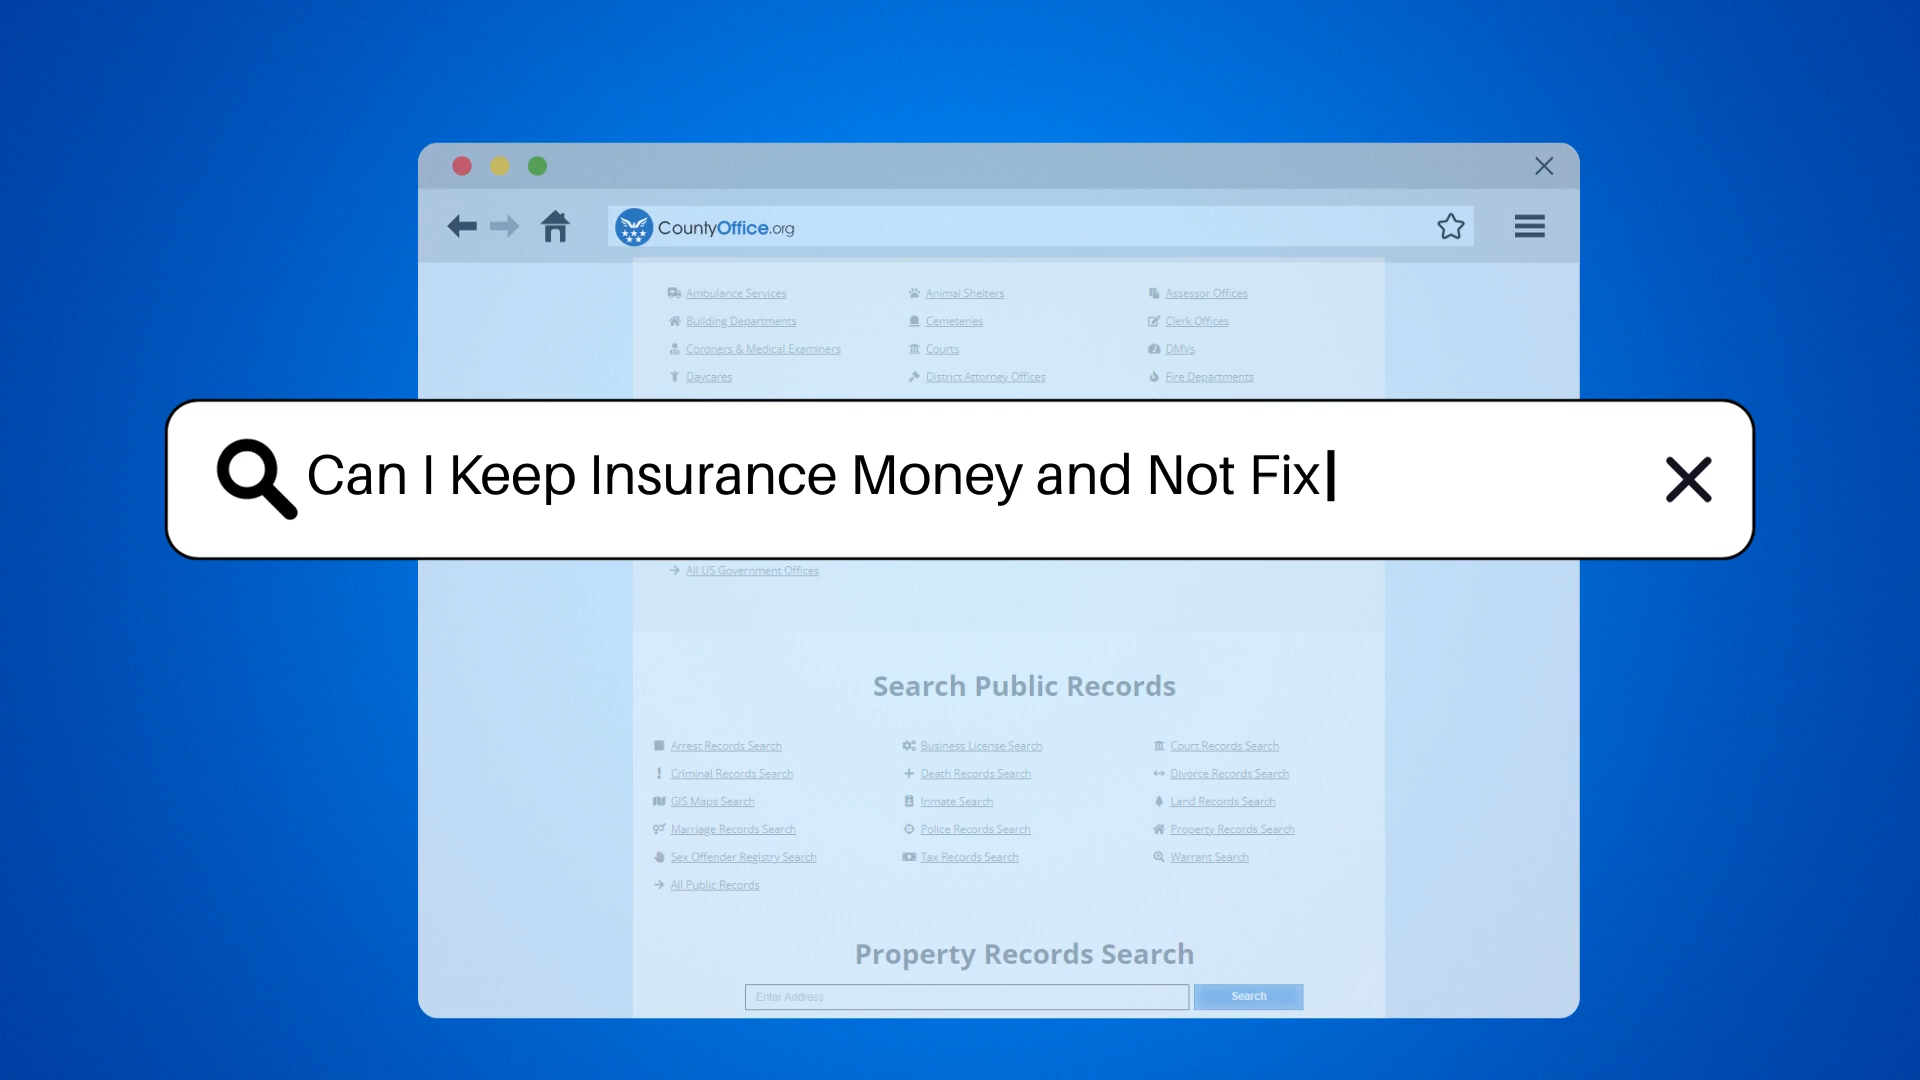 CountyOffice.org
Ambulance Services Animal Shelters Assessor Offices
Building Departments Cemeteries Clerk Offices
Coroners & Medical Examiners Courts DMVs
Daycares District Attorney Offices Fire Departments
Can I Keep Insurance Money and Not Fix
All US Government Offices
Search Public Records
Arrest Records Search Business License Search Court Records Search
Criminal Records Search Death Records Search Divorce Records Search
GIS Maps Search Inmate Search Land Records Search
Marriage Records Search Police Records Search Property Records Search
Sex Offender Registry Search Tax Records Search Warrant Search
All Public Records
Property Records Search
Enter Address Search